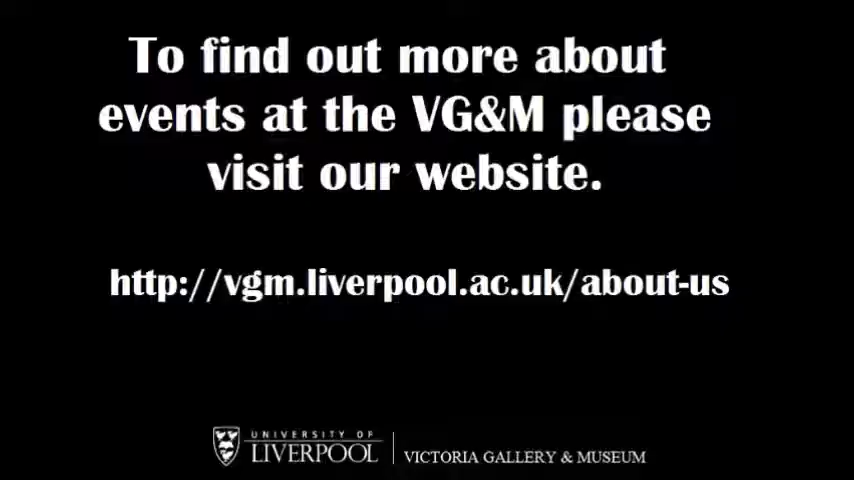 To find out more about
events at the VG&M please
visit our website.
http://vgm.liverpool.ac.uk/about-us
UNIVERSITY OF
LIVERPOOL
VICTORIA GALLERY & MUSEUM